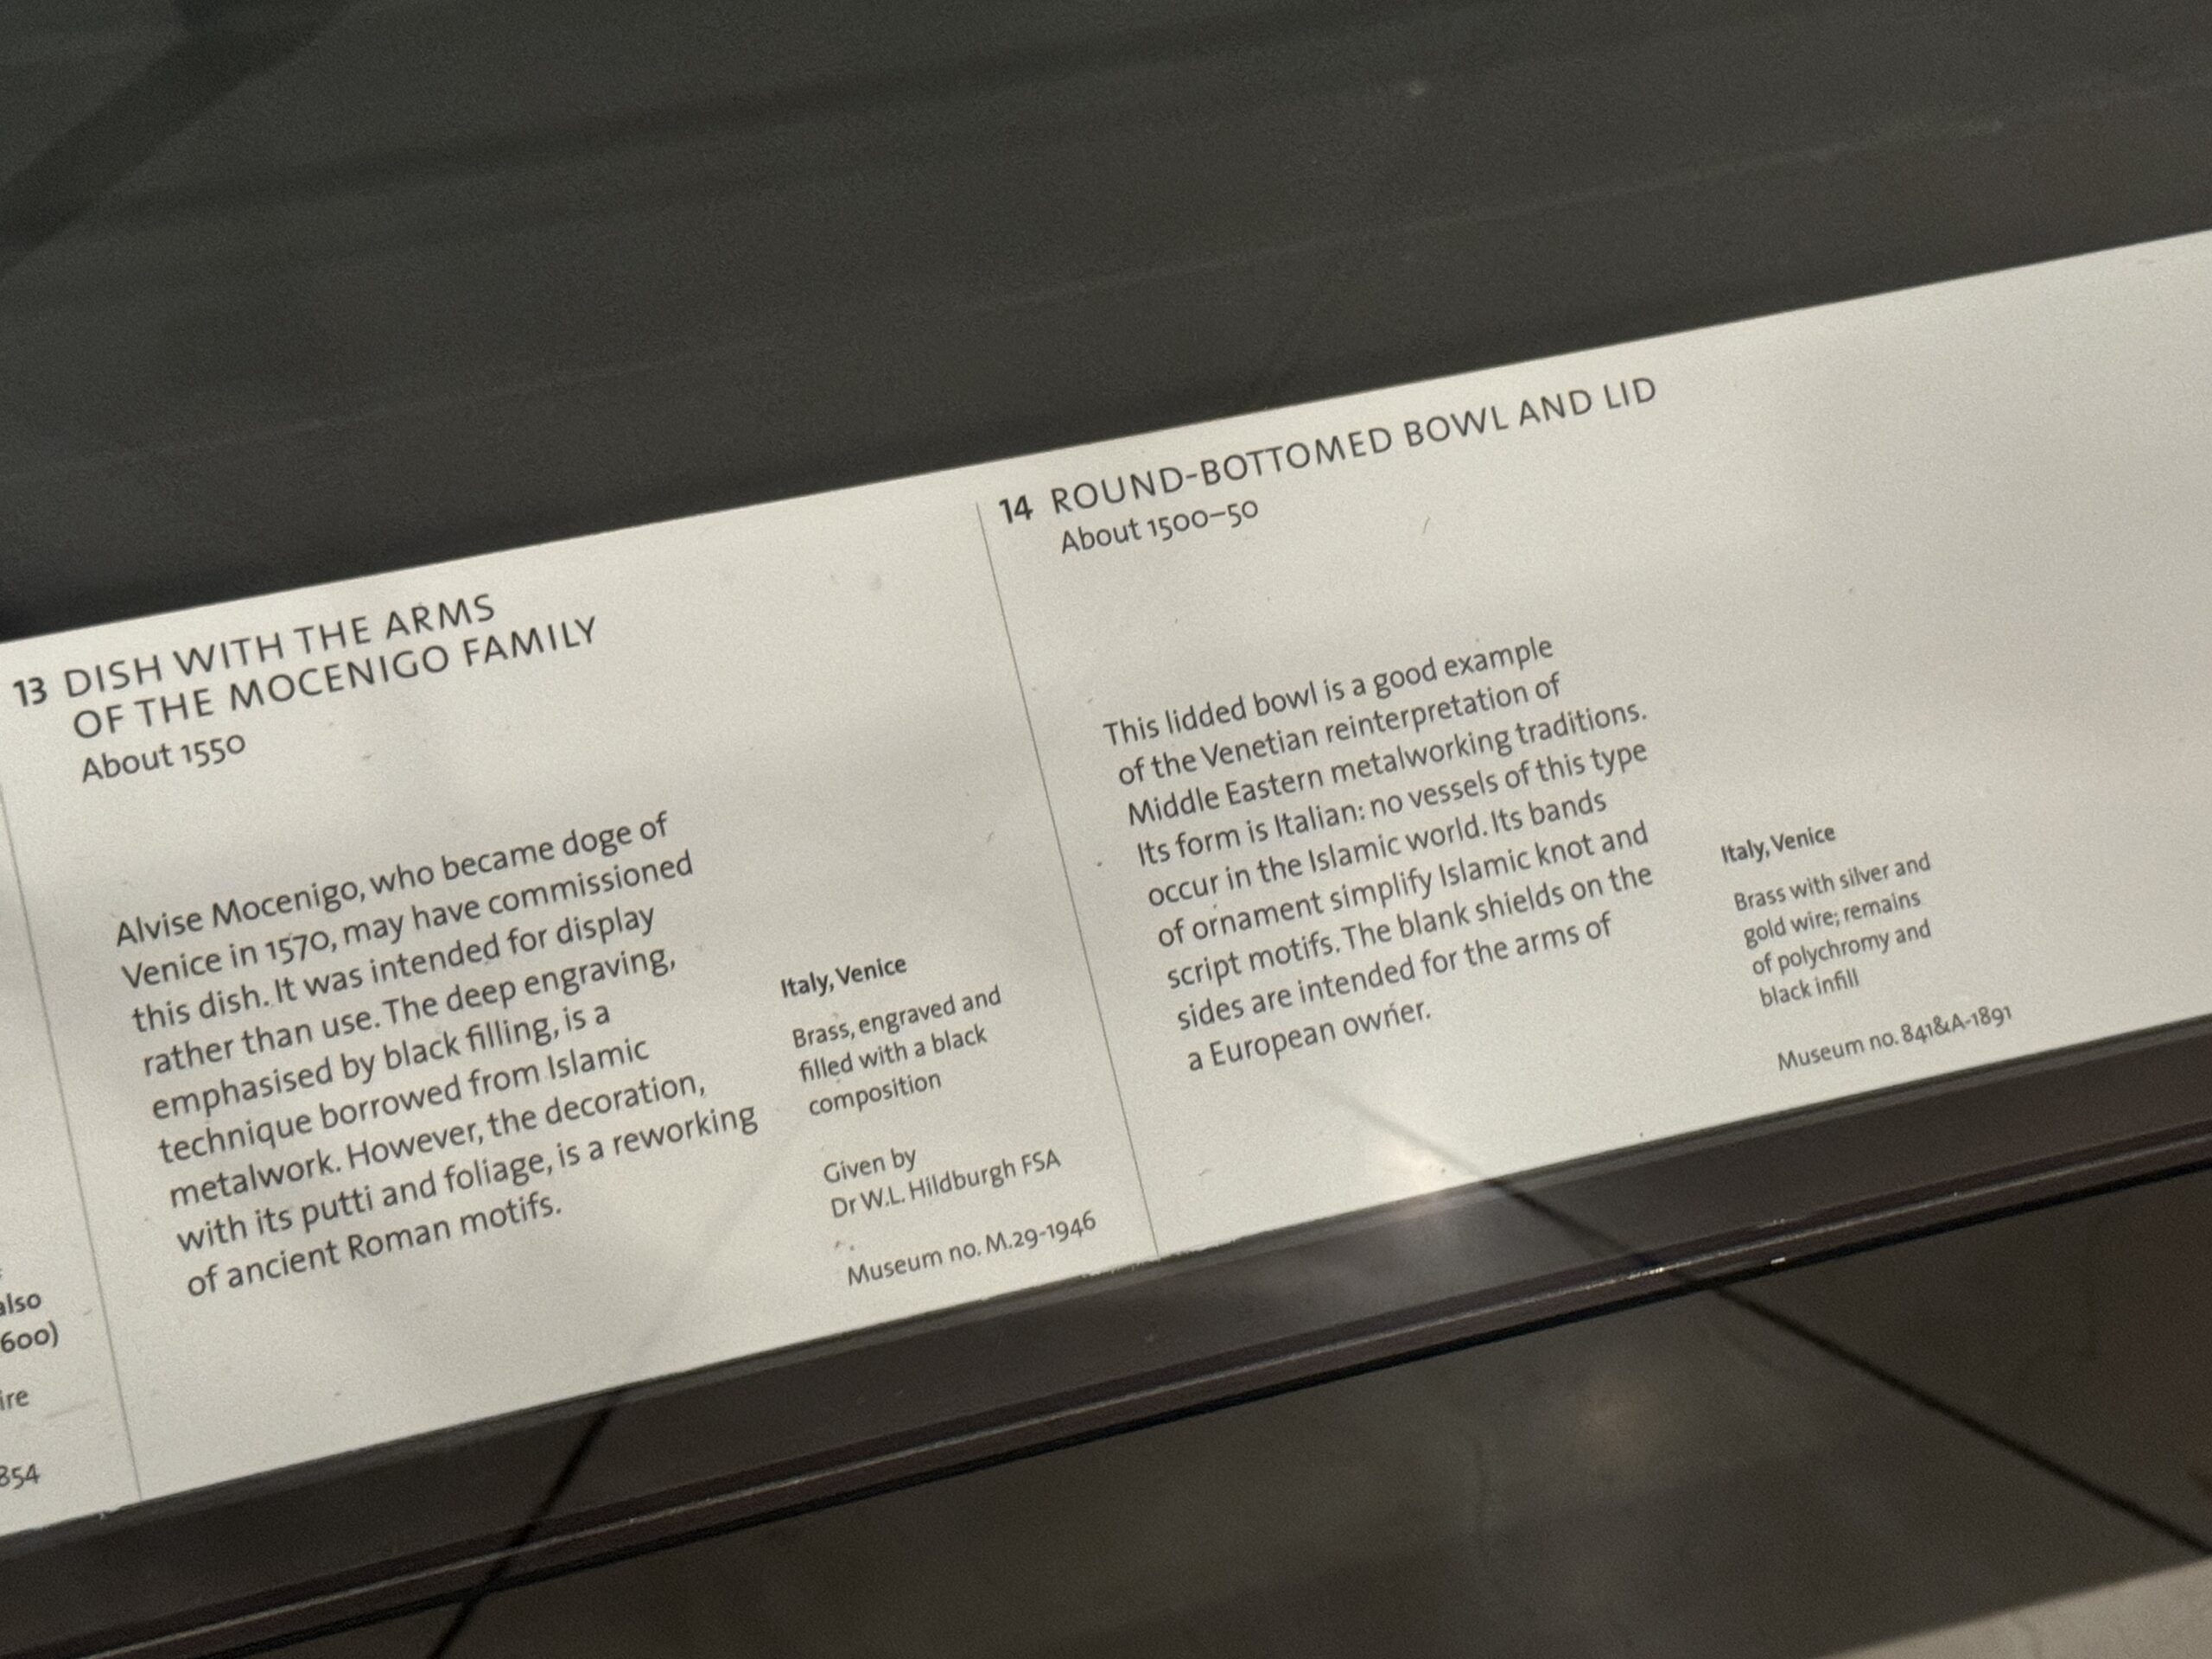 also
600)
ire
854
13 DISH WITH THE ARMS
OF THE MOCENIGO FAMILY
About 1550
Alvise Mocenigo, who became doge of
Venice in 1570, may have commissioned
this dish. It was intended for display
rather than use. The deep engraving,
emphasised by black filling, is a
technique borrowed from Islamic
metalwork. However, the decoration,
with its putti and foliage, is a reworking
of ancient Roman motifs.
Italy, Venice
Brass, engraved and
filled with a black
composition
Given by
Dr W.L. Hildburgh FSA
Museum no. M.29-1946
14 ROUND-BOTTOMED BOWL AND LID
About 1500–50
This lidded bowl is a good example
of the Venetian reinterpretation of
Middle Eastern metalworking traditions.
Its form is Italian: no vessels of this type
occur in the Islamic world. Its bands
of ornament simplify Islamic knot and
script motifs. The blank shields on the
sides are intended for the arms of
a European owner.
Italy, Venice
Brass with silver and
gold wire; remains
of polychromy and
black infill
Museum no. 841&A-1891